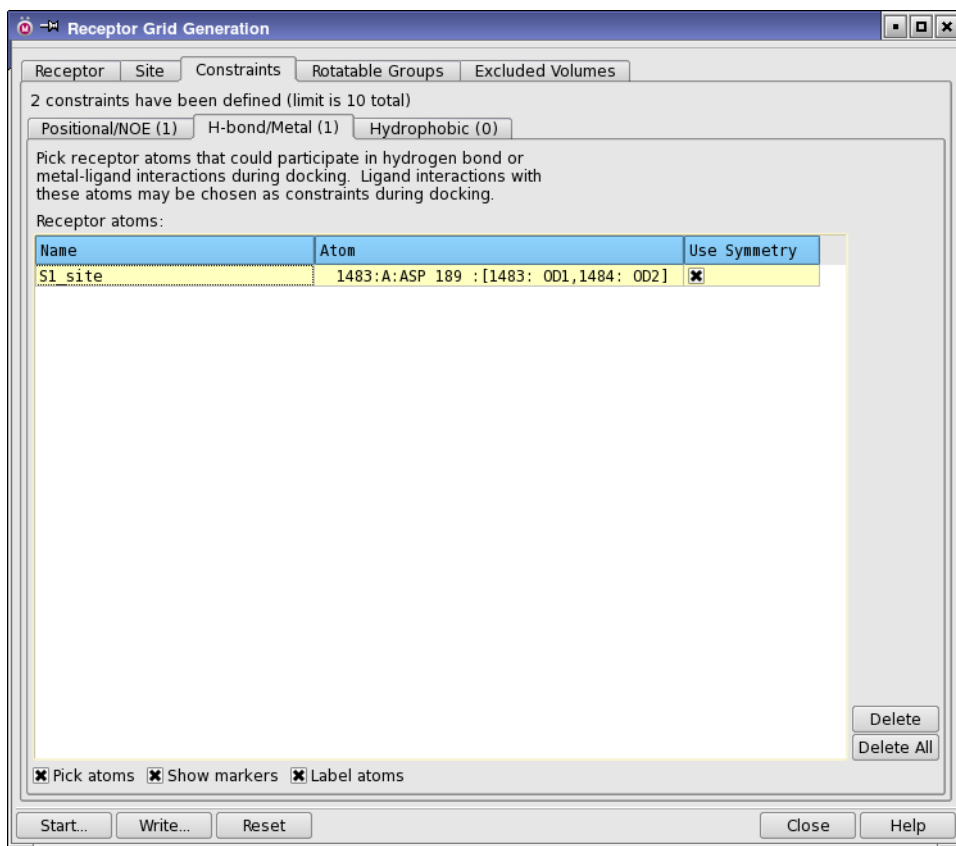 Receptor Grid Generation
Receptor Site Constraints Rotatable Groups Excluded Volumes
2 constraints have been defined (limit is 10 total)
Positional/NOE (1) H-bond/Metal (1) Hydrophobic (0)
Pick receptor atoms that could participate in hydrogen bond or
metal-ligand interactions during docking. Ligand interactions with
these atoms may be chosen as constraints during docking.
Receptor atoms:
Name Atom Use Symmetry
S1_site 1483:A:ASP 189 :[1483: OD1,1484: OD2]
Delete
Delete All
Pick atoms Show markers Label atoms
Start... Write... Reset Close Help